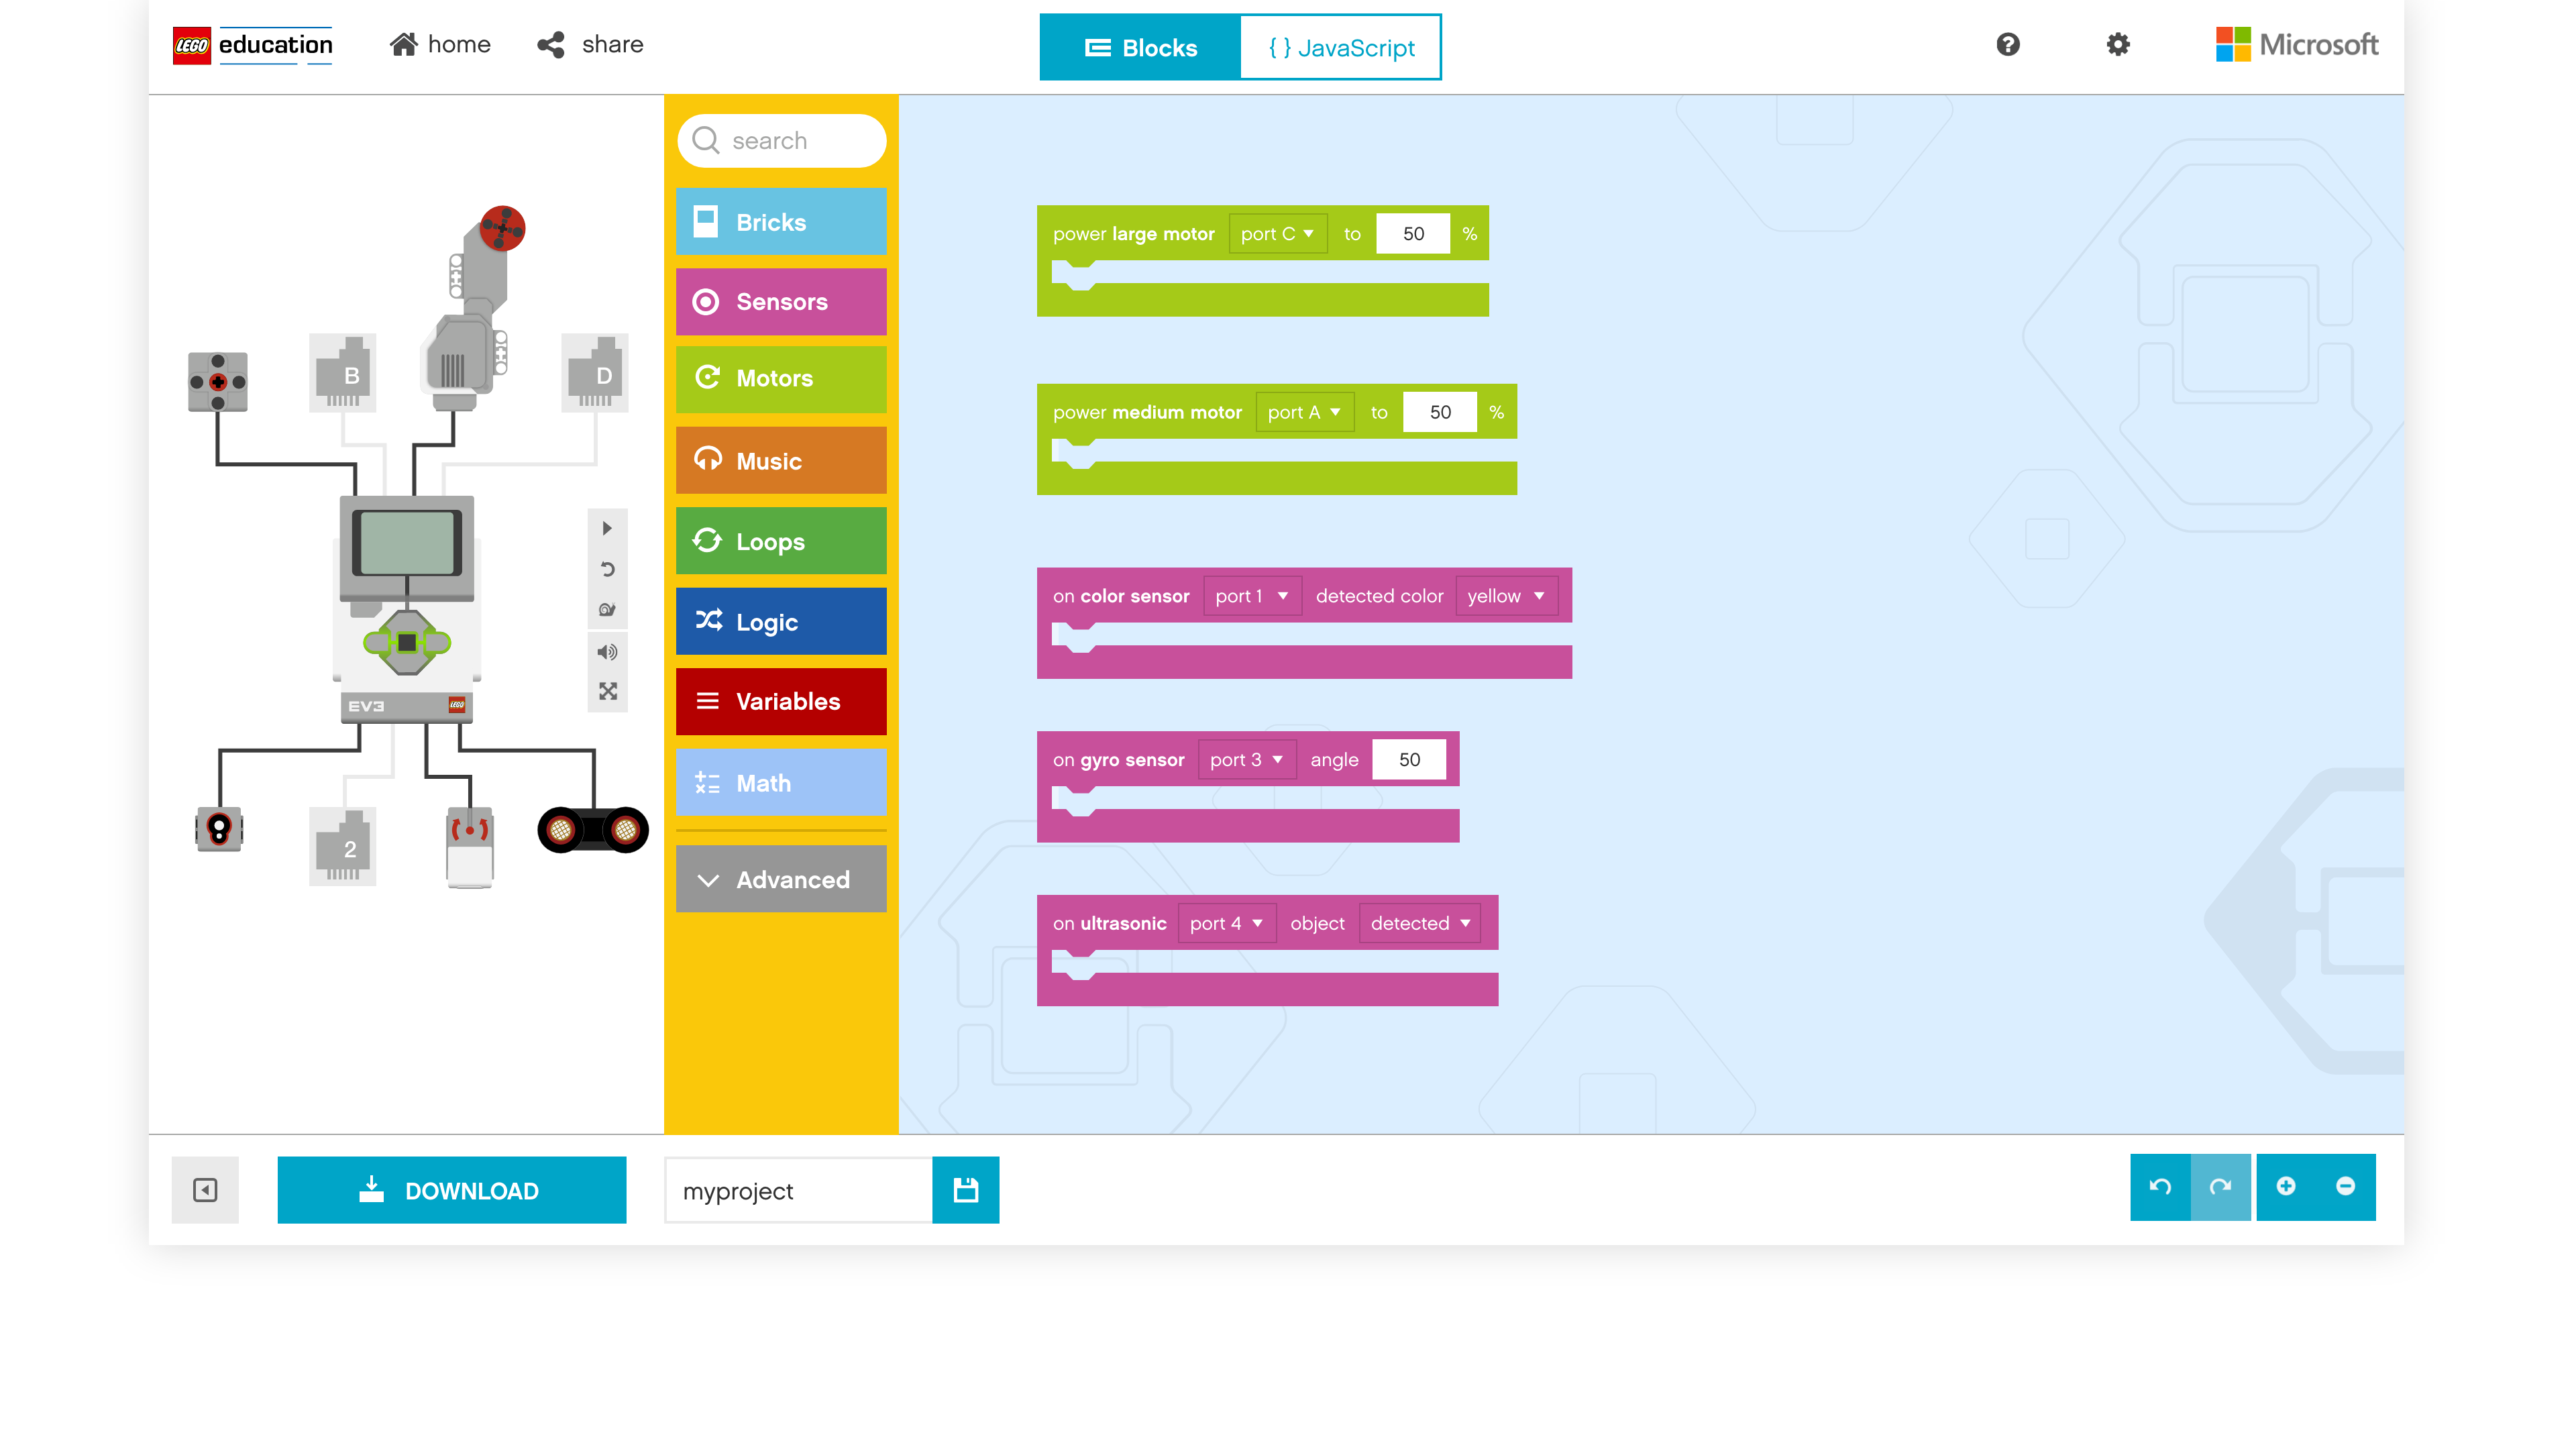 LEGO education home share Blocks { } JavaScript Microsoft
search
Bricks
Sensors
Motors
Music
Loops
Logic
Variables
Math
Advanced
B
D
EV3 LEGO
2
power large motor port C to 50 %
power medium motor port A to 50 %
on color sensor port 1 detected color yellow
on gyro sensor port 3 angle 50
on ultrasonic port 4 object detected
DOWNLOAD myproject